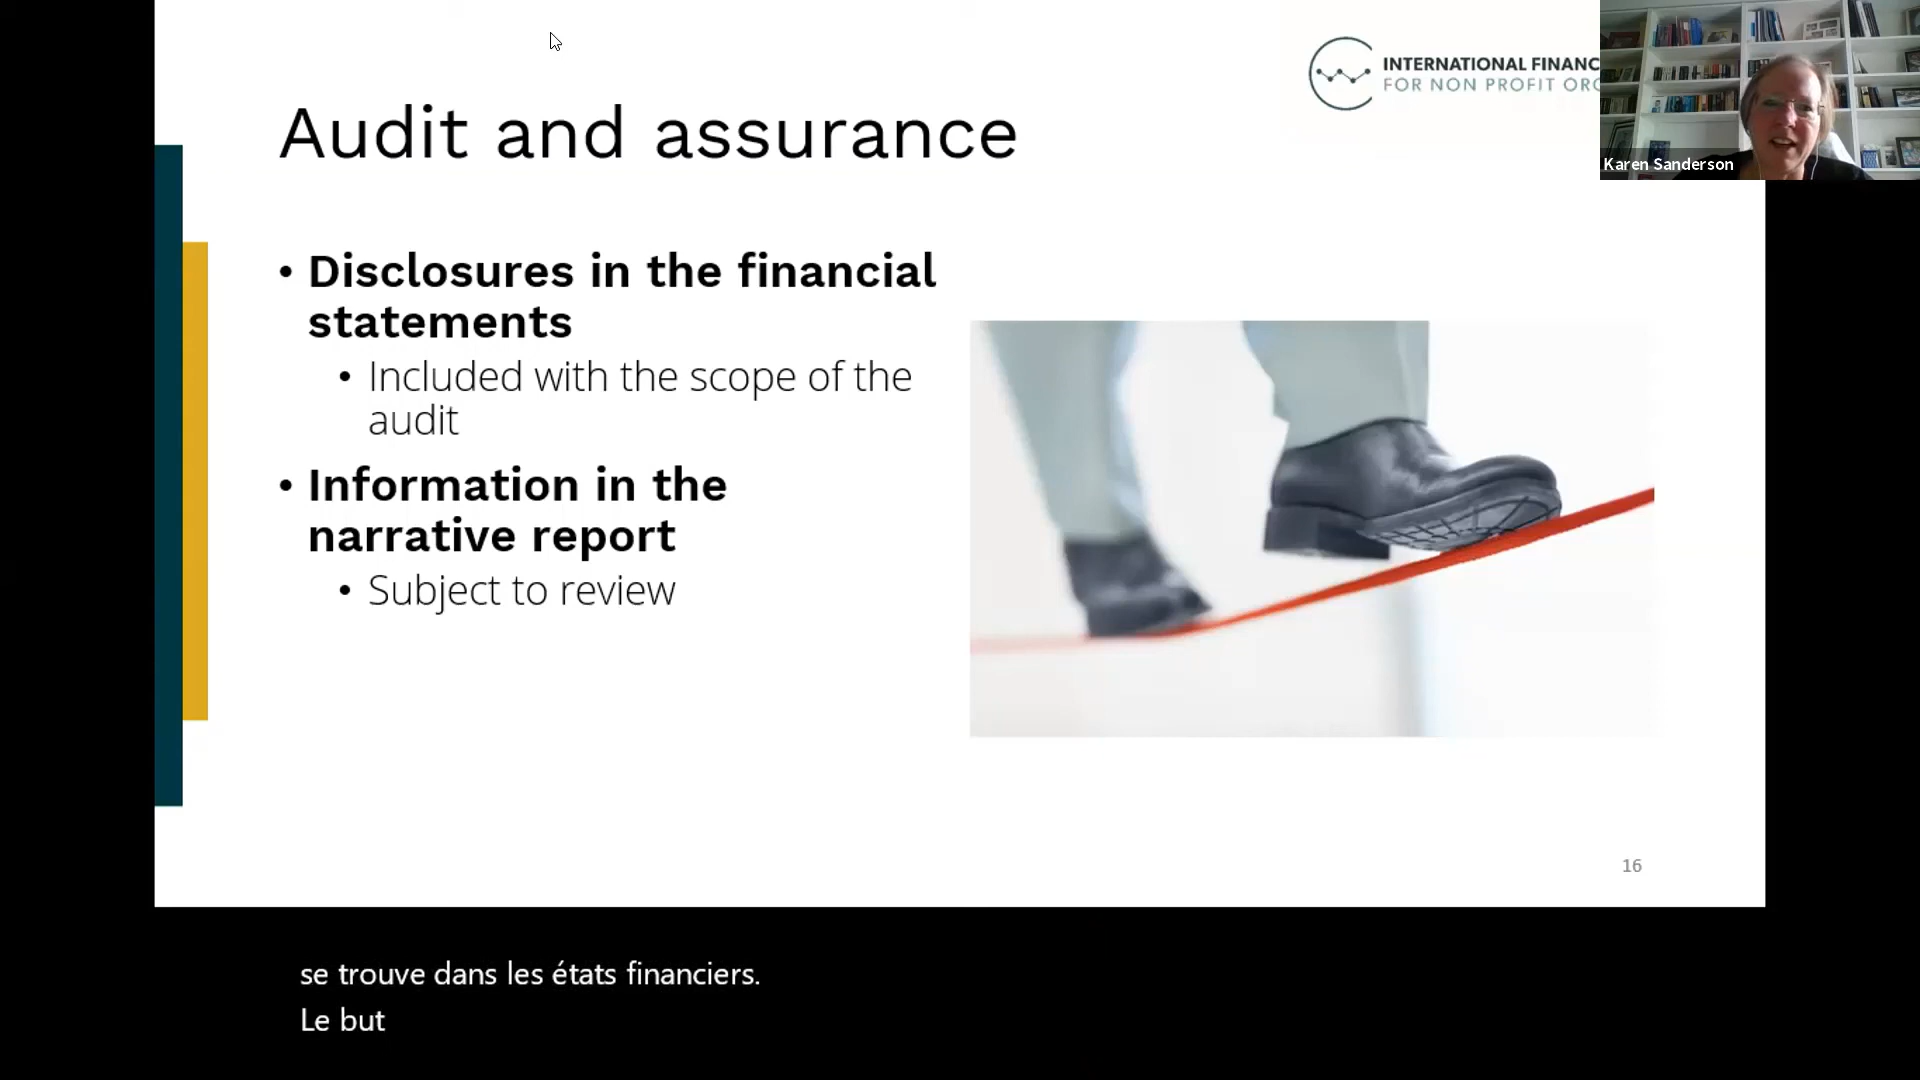 INTERNATIONAL FINANC
FOR NON PROFIT
Karen Sanderson
Audit and assurance
• Disclosures in the financial
statements
• Included with the scope of the
audit
• Information in the
narrative report
• Subject to review
16
se trouve dans les états financiers.
Le but